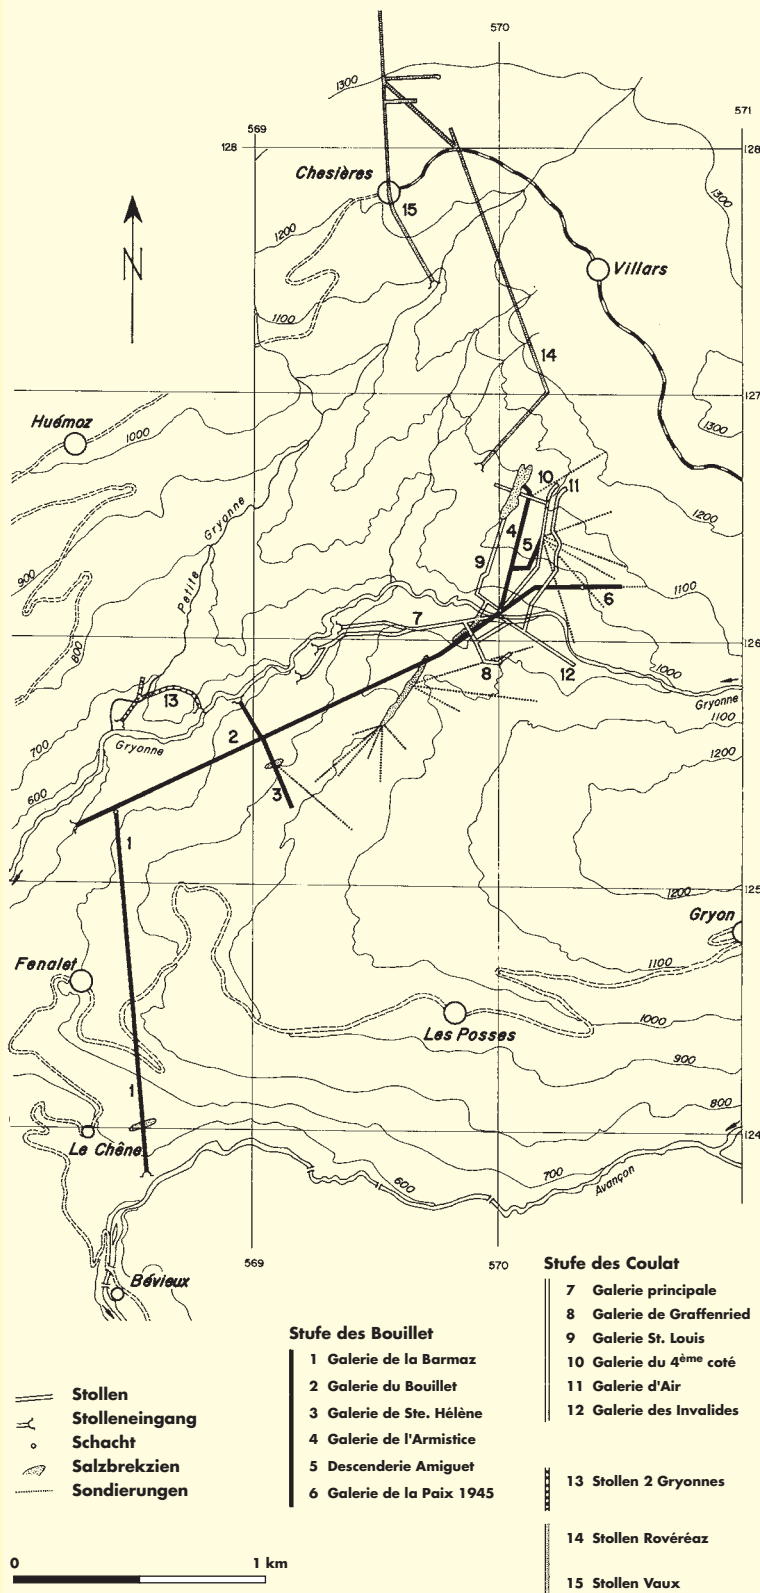 570
571
1300
569
128
128
Chesières
15
1200
1300
N
Villars
1100
14
127
Huémoz
1000
1300
10
11
1200
Petite Gryonne
4
5
900
9
1100
6
7
126
800
8
12
1000
13
Gryonne
700
Gryonne
2
1100
1200
600
3
1
125
1200
Gryon
Fenalet
1100
Les Posses
1000
900
1
800
Le Chêne
124
700
600
Avançon
569
570
Bévieux
Stollen
Stolleneingang
Schacht
Salzbrekzien
Sondierungen
0 1 km
Stufe des Bouillet
1 Galerie de la Barmaz
2 Galerie du Bouillet
3 Galerie de Ste. Hélène
4 Galerie de l'Armistice
5 Descenderie Amiguet
6 Galerie de la Paix 1945
Stufe des Coulat
7 Galerie principale
8 Galerie de Graffenried
9 Galerie St. Louis
10 Galerie du 4ème coté
11 Galerie d'Air
12 Galerie des Invalides
13 Stollen 2 Gryonnes
14 Stollen Rovéréaz
15 Stollen Vaux